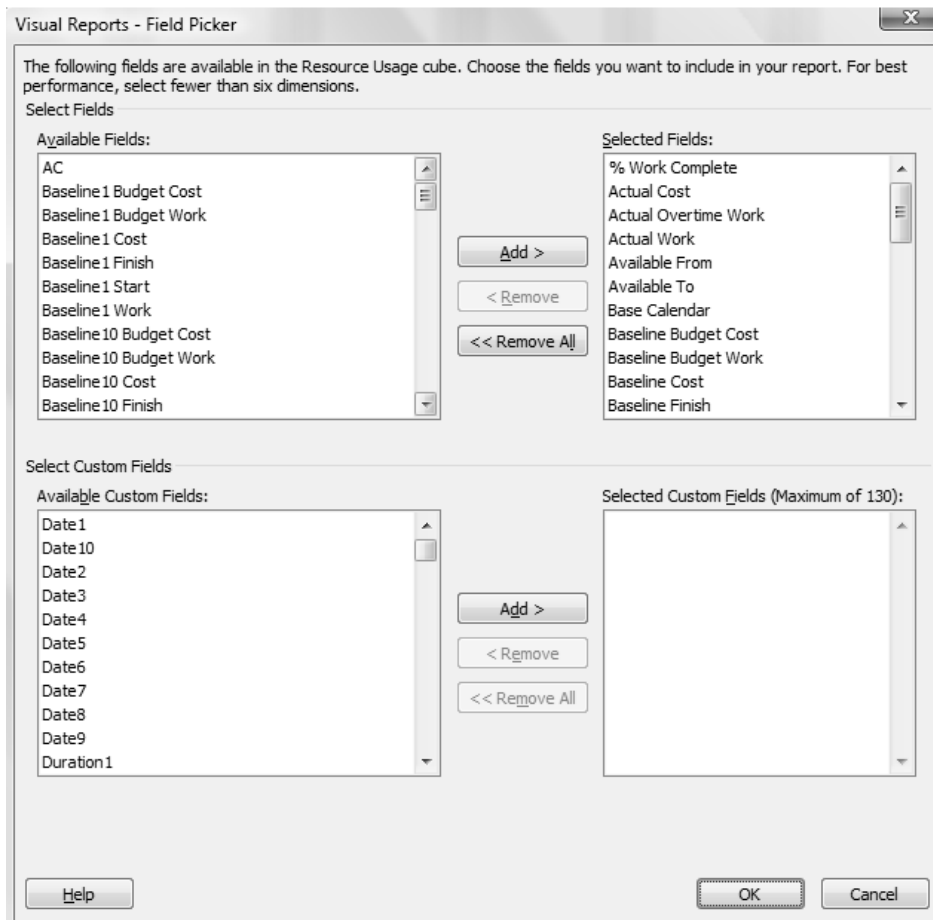 Visual Reports - Field Picker
The following fields are available in the Resource Usage cube. Choose the fields you want to include in your report. For best
performance, select fewer than six dimensions.
Select Fields
Available Fields:
AC
Baseline1 Budget Cost
Baseline1 Budget Work
Baseline1 Cost
Baseline1 Finish
Baseline1 Start
Baseline1 Work
Baseline10 Budget Cost
Baseline10 Budget Work
Baseline10 Cost
Baseline10 Finish
Add >
< Remove
<< Remove All
Selected Fields:
% Work Complete
Actual Cost
Actual Overtime Work
Actual Work
Available From
Available To
Base Calendar
Baseline Budget Cost
Baseline Budget Work
Baseline Cost
Baseline Finish
Select Custom Fields
Available Custom Fields:
Date1
Date10
Date2
Date3
Date4
Date5
Date6
Date7
Date8
Date9
Duration1
Add >
< Remove
<< Remove All
Selected Custom Fields (Maximum of 130):
Help
OK
Cancel